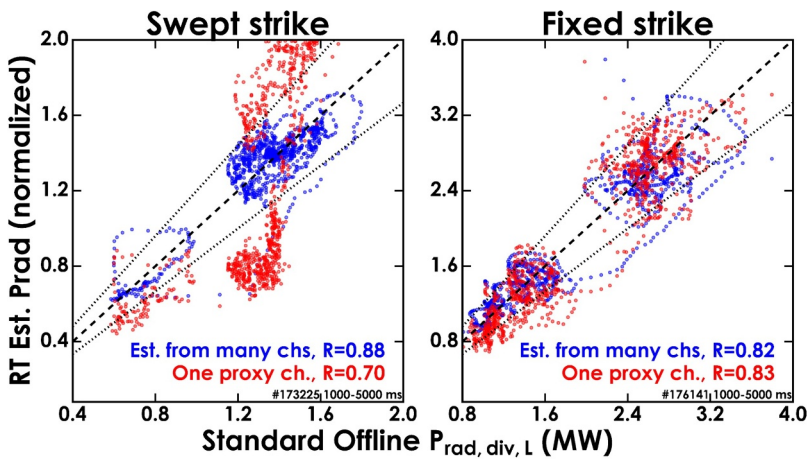 Swept strike
Fixed strike
RT Est. Prad (normalized)
2.0
1.6
1.2
0.8
0.4
Est. from many chs, R=0.88
One proxy ch., R=0.70
#173225 1000-5000 ms
0.4 0.8 1.2 1.6 2.0
4.0
3.2
2.4
1.6
0.8
Est. from many chs, R=0.82
One proxy ch., R=0.83
#176141 1000-5000 ms
0.8 1.6 2.4 3.2 4.0
Standard Offline Prad, div, L (MW)